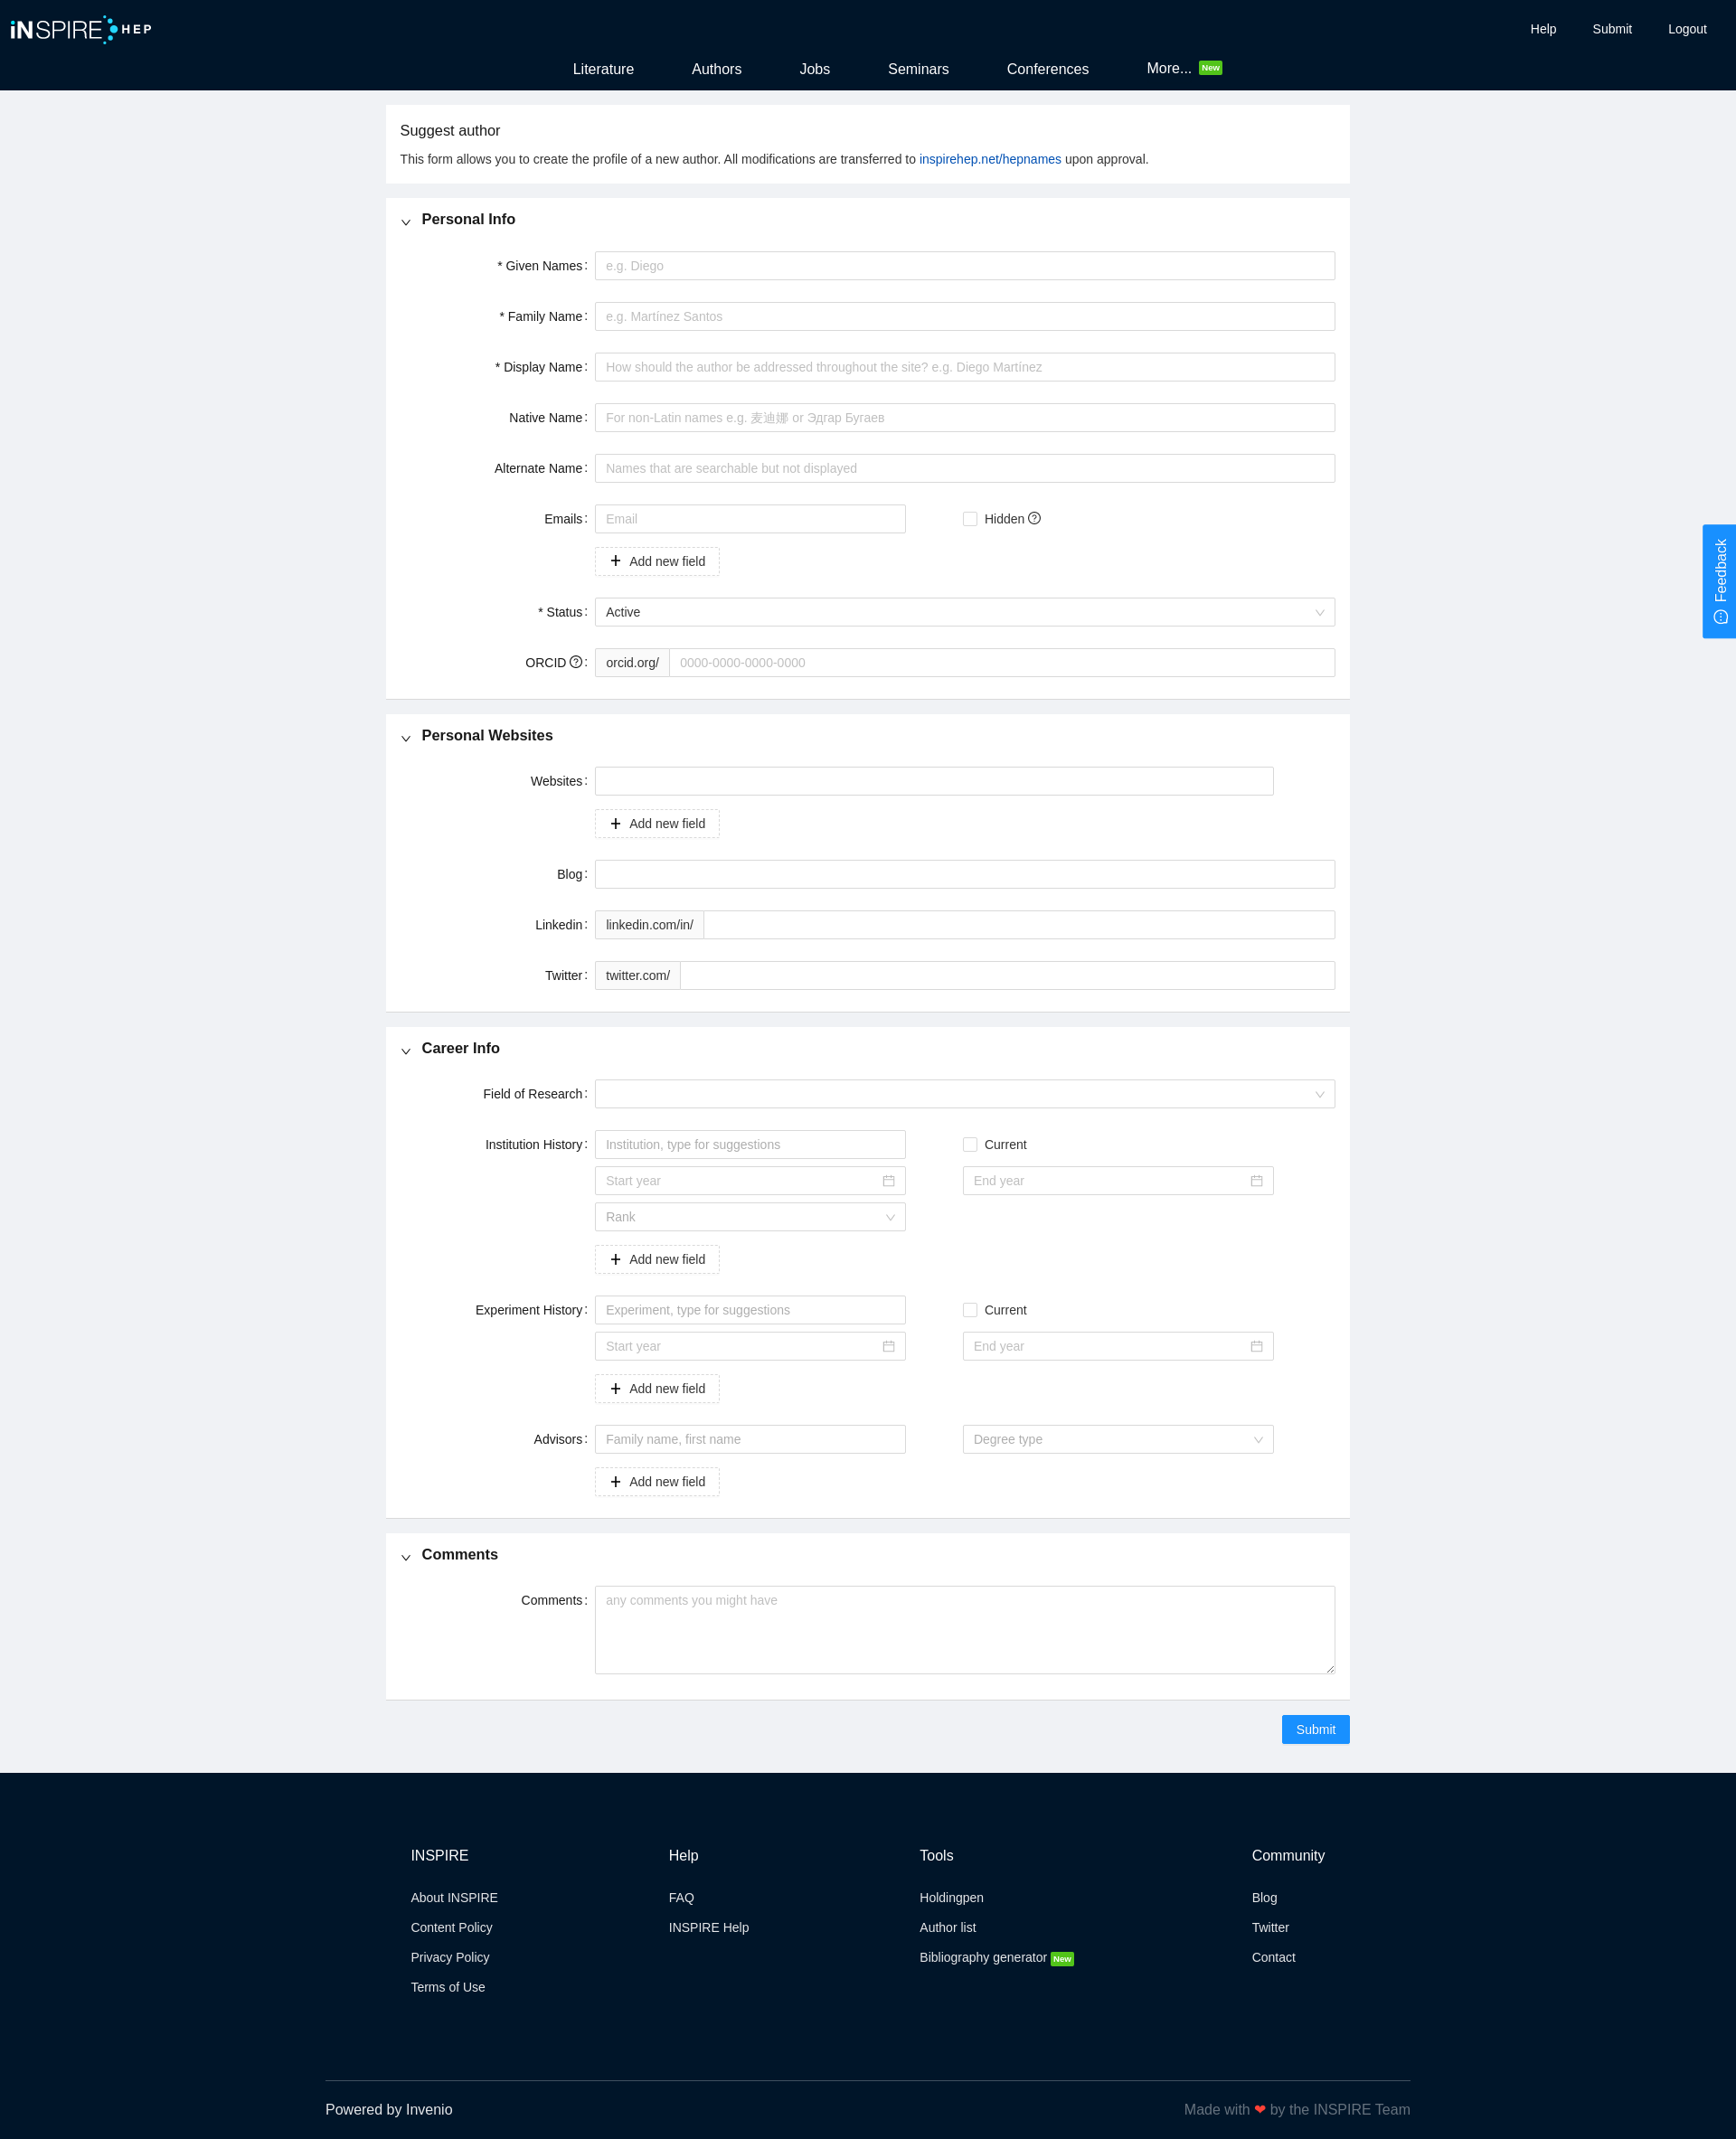 iNSPIRE HEP
Help Submit Logout
Literature Authors Jobs Seminars Conferences More... New
Suggest author
This form allows you to create the profile of a new author. All modifications are transferred to inspirehep.net/hepnames upon approval.
Personal Info
* Given Names : e.g. Diego
* Family Name : e.g. Martínez Santos
* Display Name : How should the author be addressed throughout the site? e.g. Diego Martínez
Native Name : For non-Latin names e.g. 麦迪娜 or Эдгар Бугаев
Alternate Name : Names that are searchable but not displayed
Emails : Email Hidden
Add new field
* Status : Active
ORCID : orcid.org/ 0000-0000-0000-0000
Feedback
Personal Websites
Websites :
Add new field
Blog :
Linkedin : linkedin.com/in/
Twitter : twitter.com/
Career Info
Field of Research :
Institution History : Institution, type for suggestions Current
Start year End year
Rank
Add new field
Experiment History : Experiment, type for suggestions Current
Start year End year
Add new field
Advisors : Family name, first name Degree type
Add new field
Comments
Comments : any comments you might have
Submit
INSPIRE Help Tools Community
About INSPIRE FAQ Holdingpen Blog
Content Policy INSPIRE Help Author list Twitter
Privacy Policy Bibliography generator New Contact
Terms of Use
Powered by Invenio Made with ❤ by the INSPIRE Team